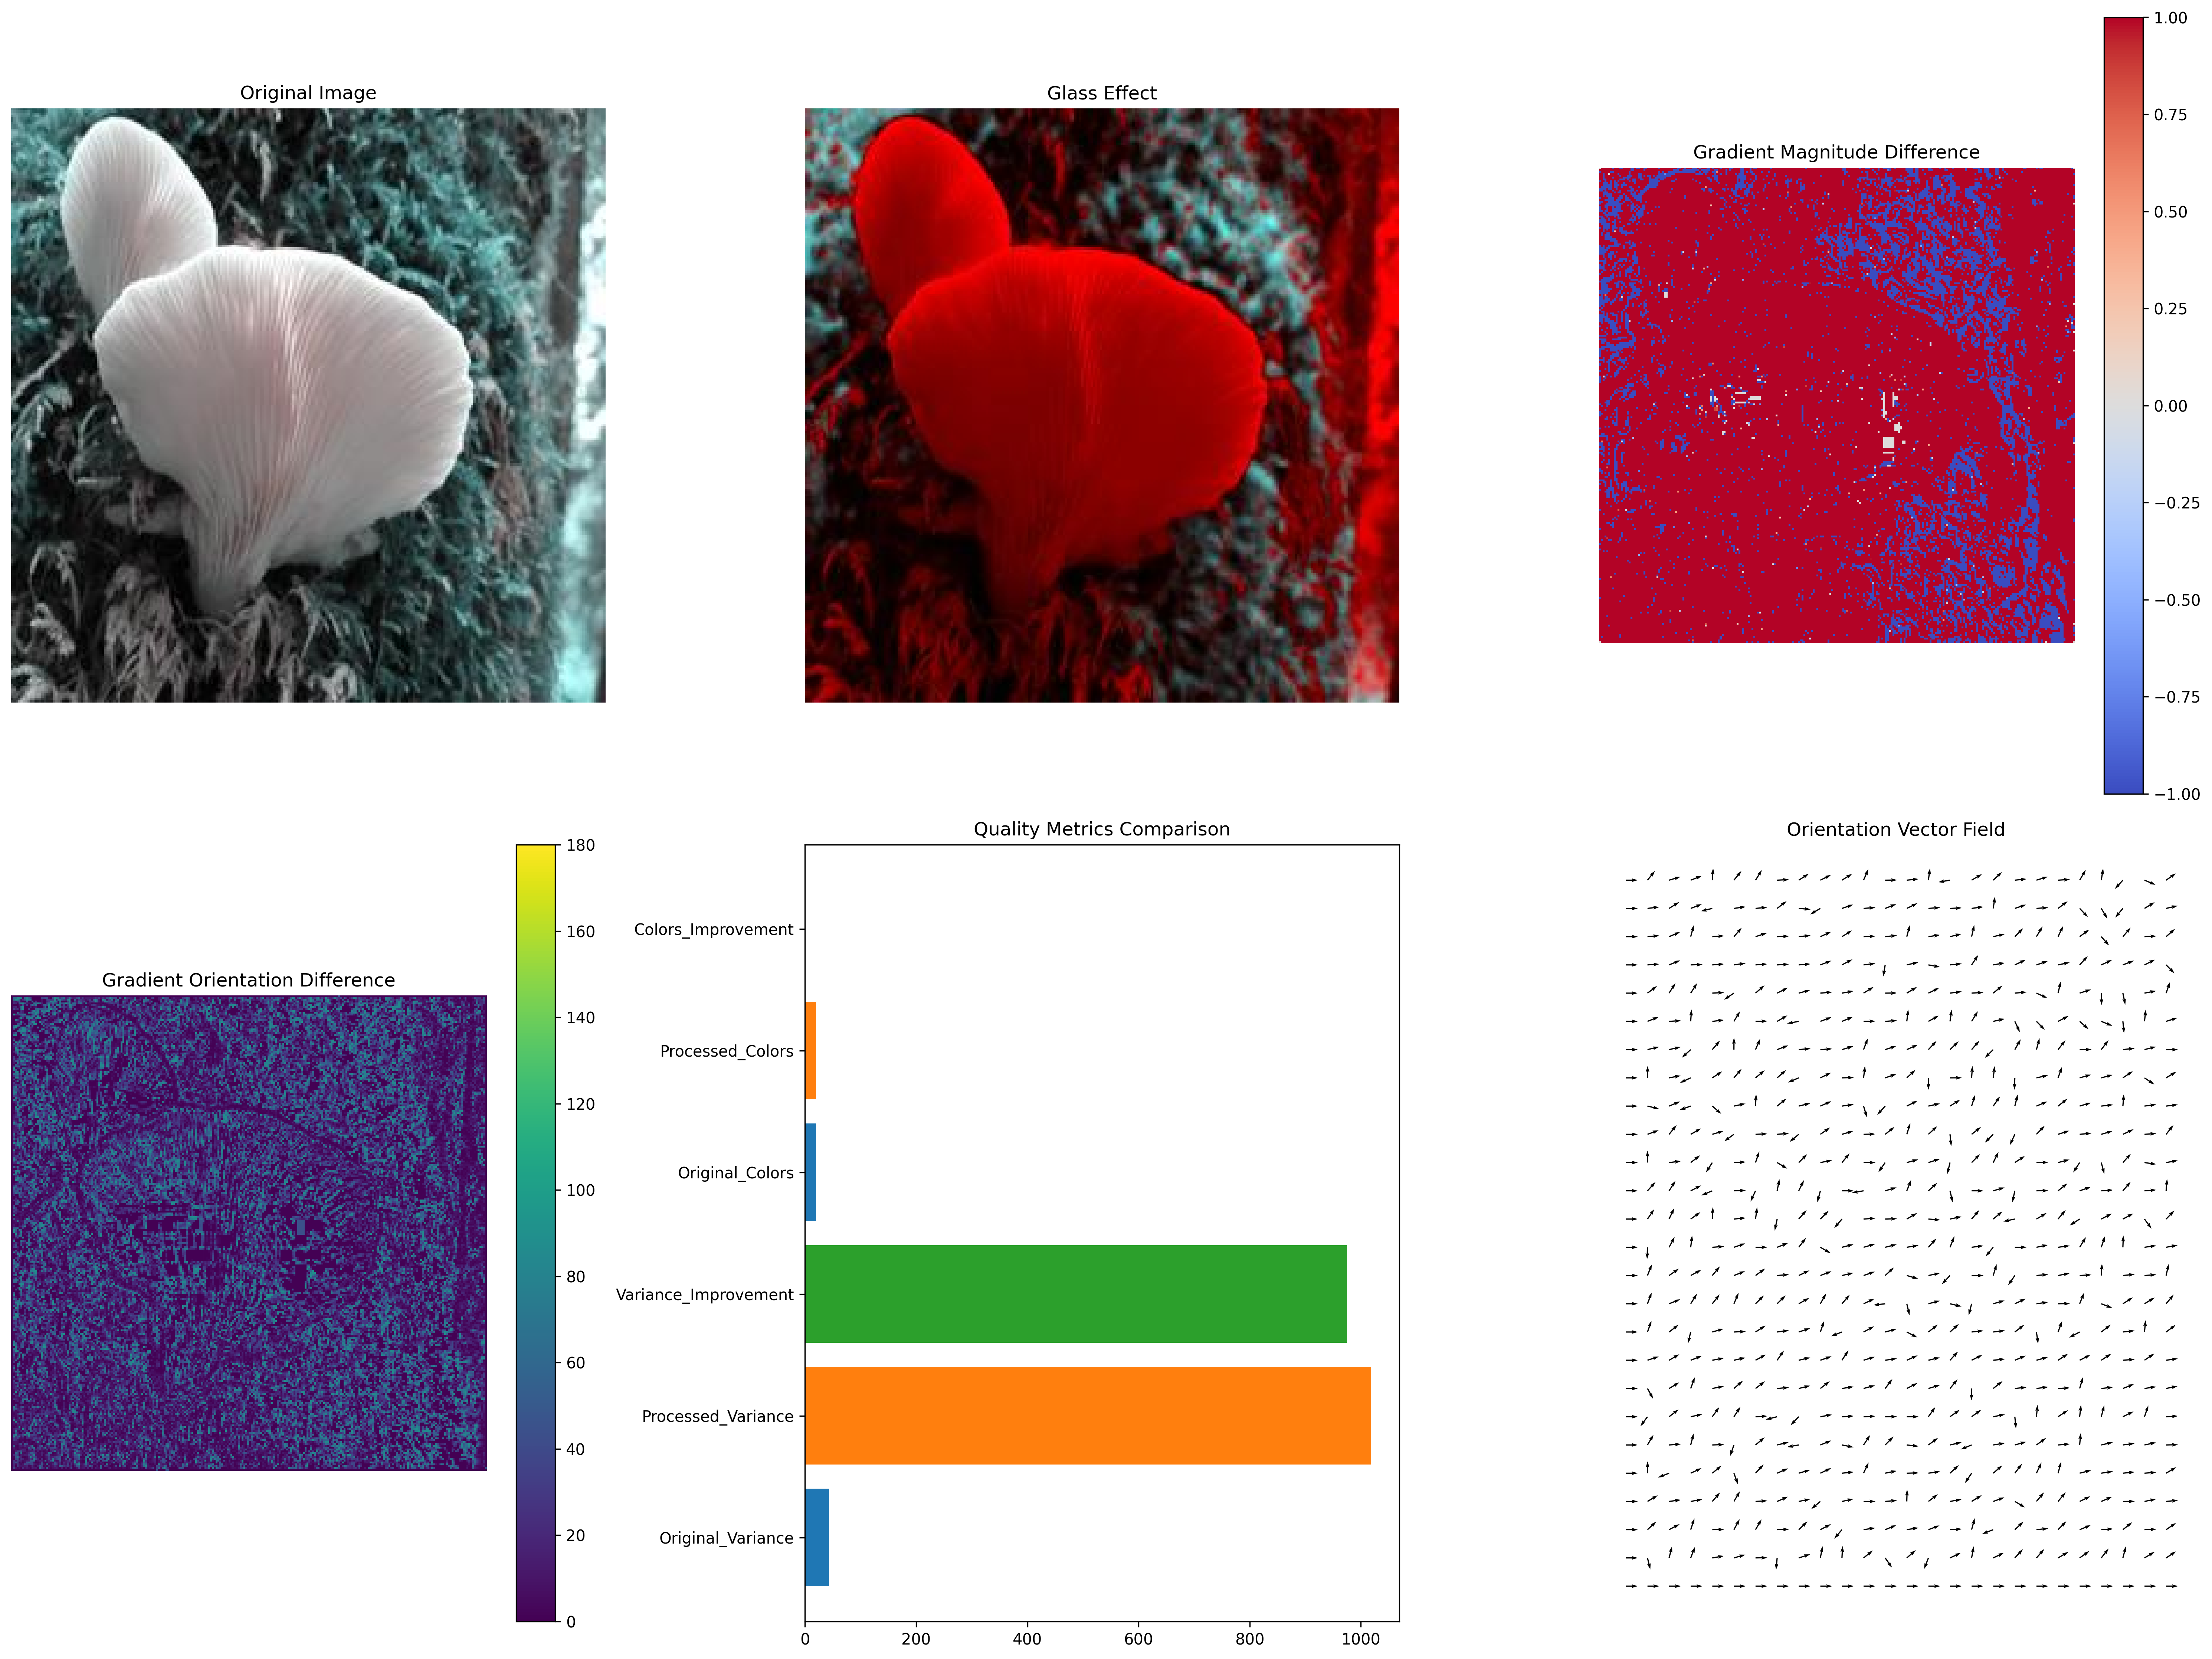 Original Image
Glass Effect
Gradient Magnitude Difference
1.00
0.75
0.50
0.25
0.00
−0.25
−0.50
−0.75
−1.00
Gradient Orientation Difference
180
160
140
120
100
80
60
40
20
0
Quality Metrics Comparison
Colors_Improvement
Processed_Colors
Original_Colors
Variance_Improvement
Processed_Variance
Original_Variance
0 200 400 600 800 1000
Orientation Vector Field